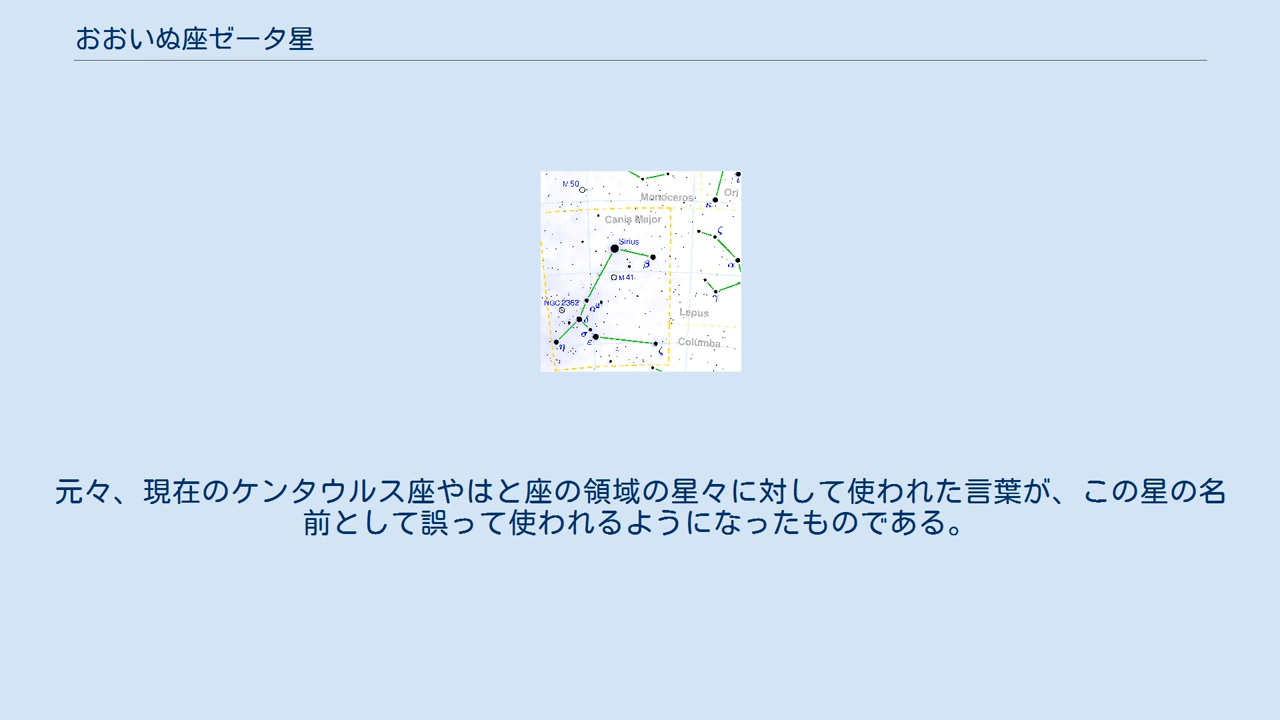 おおいぬ座ゼータ星
M 50
Monoceros
Ori
κ
Canis Major
Sirius
ζ
β
α
M 41
γ
NGC 2362
Lepus
δ
σ
ε
Columba
η
ζ
元々、現在のケンタウルス座やはと座の領域の星々に対して使われた言葉が、この星の名
前として誤って使われるようになったものである。